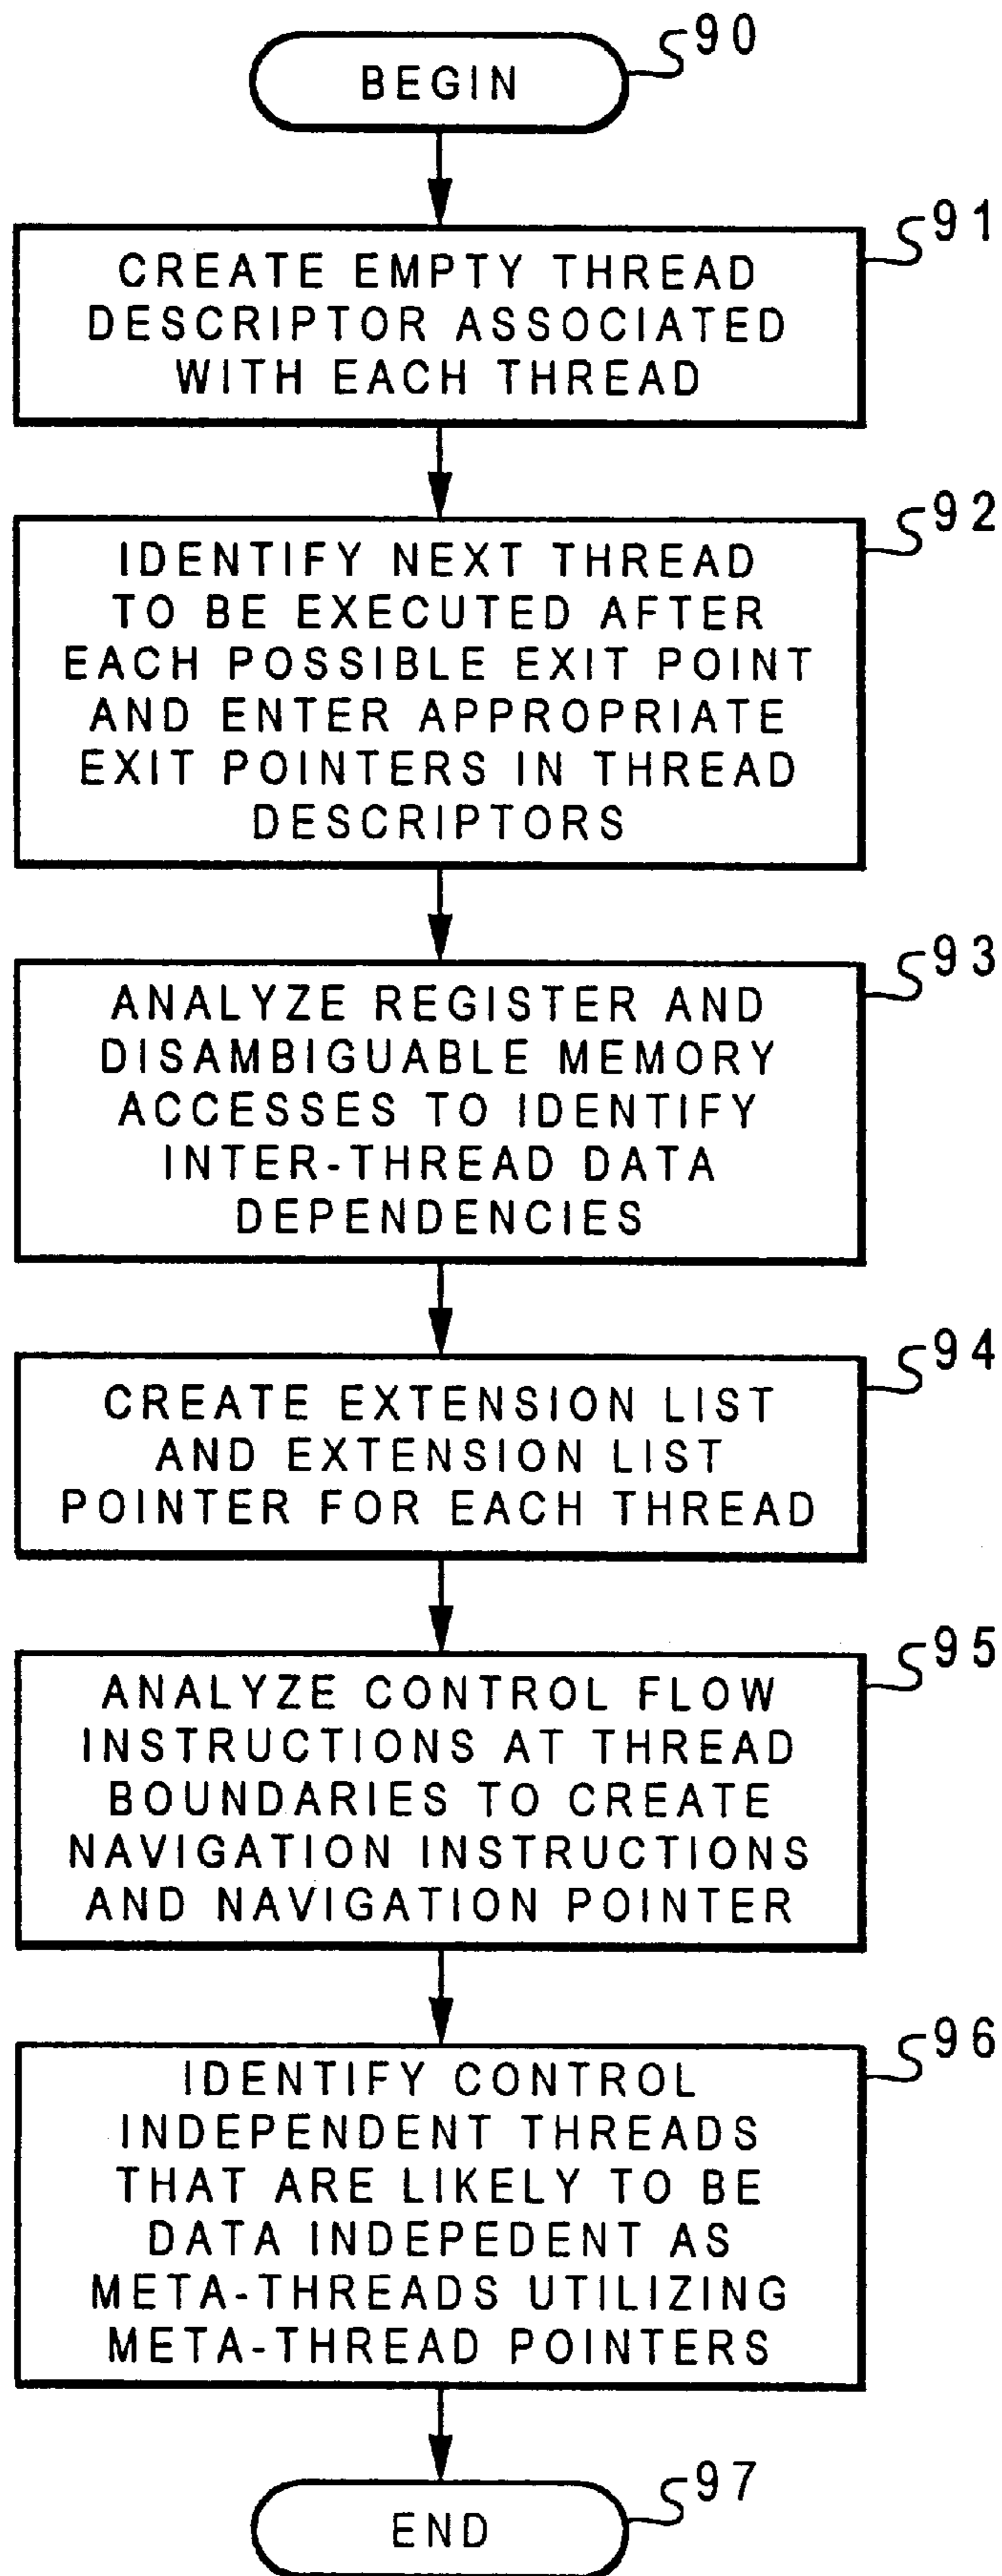 90
BEGIN
91
CREATE EMPTY THREAD
DESCRIPTOR ASSOCIATED
WITH EACH THREAD
92
IDENTIFY NEXT THREAD
TO BE EXECUTED AFTER
EACH POSSIBLE EXIT POINT
AND ENTER APPROPRIATE
EXIT POINTERS IN THREAD
DESCRIPTORS
93
ANALYZE REGISTER AND
DISAMBIGUABLE MEMORY
ACCESSES TO IDENTIFY
INTER-THREAD DATA
DEPENDENCIES
94
CREATE EXTENSION LIST
AND EXTENSION LIST
POINTER FOR EACH THREAD
95
ANALYZE CONTROL FLOW
INSTRUCTIONS AT THREAD
BOUNDARIES TO CREATE
NAVIGATION INSTRUCTIONS
AND NAVIGATION POINTER
96
IDENTIFY CONTROL
INDEPENDENT THREADS
THAT ARE LIKELY TO BE
DATA INDEPEDENT AS
META-THREADS UTILIZING
META-THREAD POINTERS
97
END